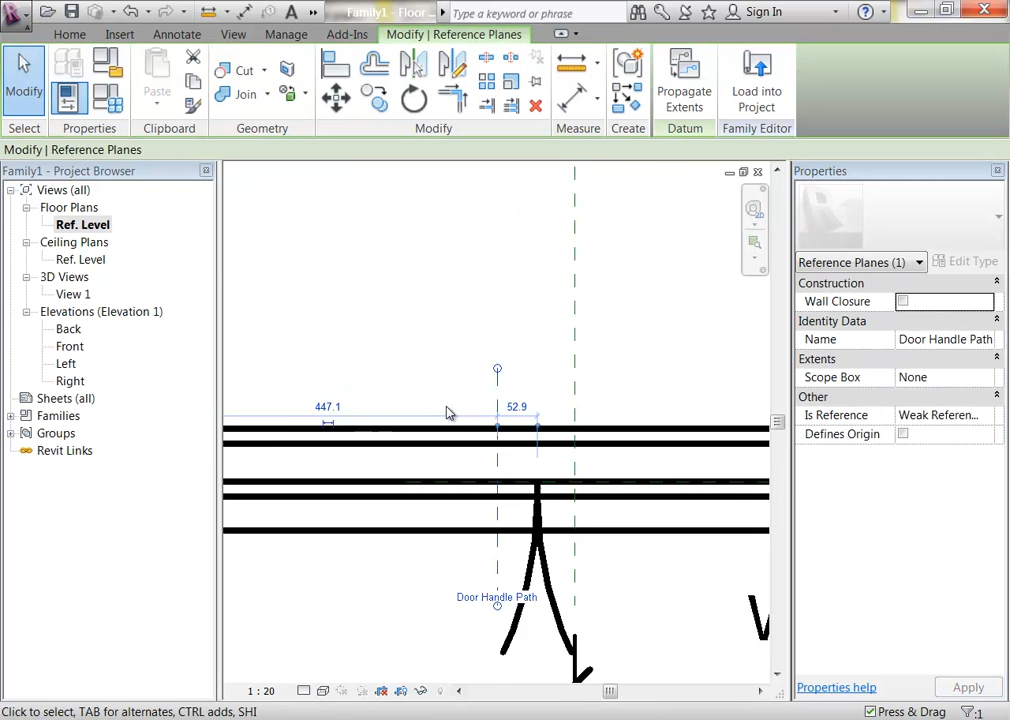 Family1 - Floor ...
Type a keyword or phrase
Sign In
Home
Insert
Annotate
View
Manage
Add-Ins
Modify | Reference Planes
Modify
Paste
Cut
Join
Propagate
Extents
Load into
Project
Select
Properties
Clipboard
Geometry
Modify
Measure
Create
Datum
Family Editor
Modify | Reference Planes
Family1 - Project Browser
Views (all)
Floor Plans
Ref. Level
Ceiling Plans
Ref. Level
3D Views
View 1
Elevations (Elevation 1)
Back
Front
Left
Right
Sheets (all)
Families
Groups
Revit Links
2D
447.1
52.9
Door Handle Path
1 : 20
Properties
Reference Planes (1)
Edit Type
Construction
Wall Closure
Identity Data
Name
Door Handle Path
Extents
Scope Box
None
Other
Is Reference
Weak Referen...
Defines Origin
Properties help
Apply
Click to select, TAB for alternates, CTRL adds, SHI
Press & Drag
:1